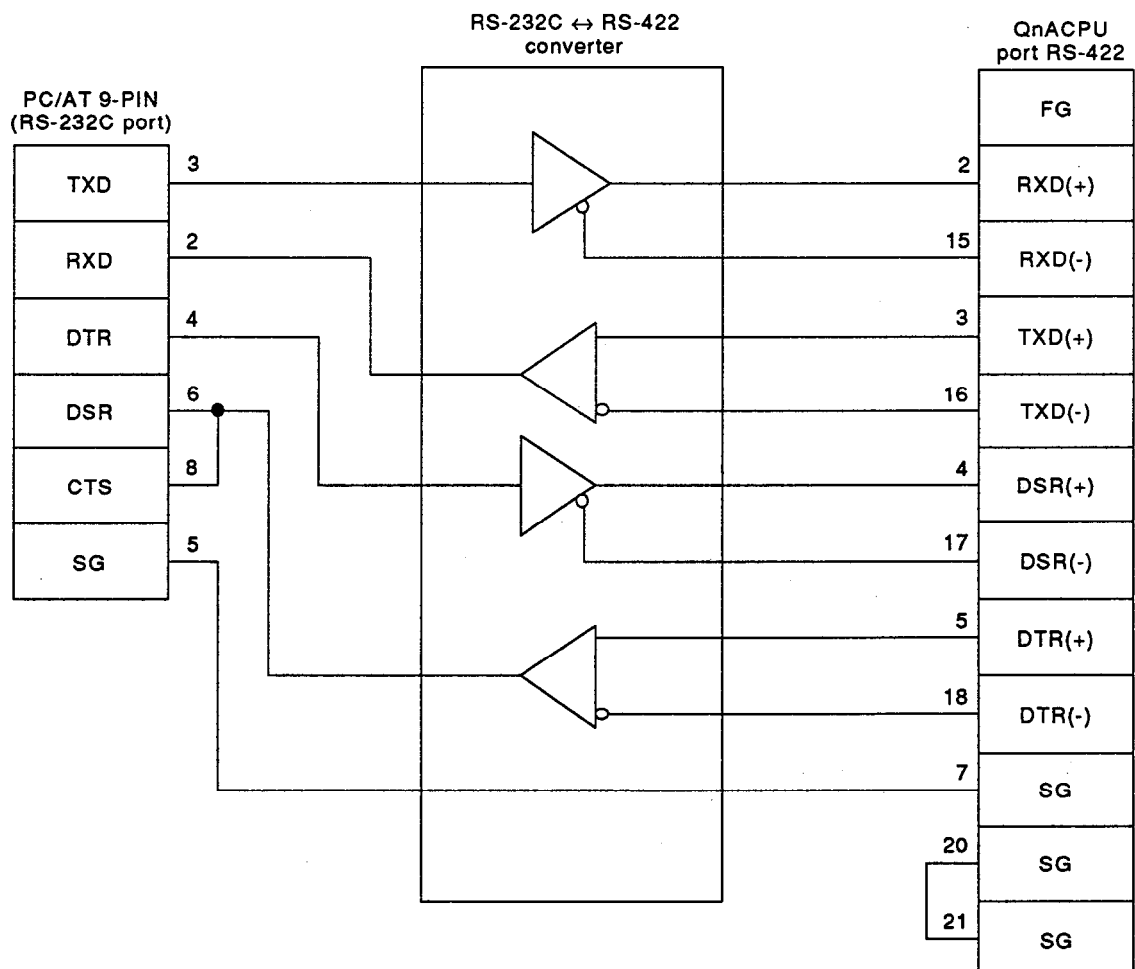 RS-232C ↔ RS-422
converter
QnACPU
port RS-422
PC/AT 9-PIN
(RS-232C port)
FG
TXD 3
2 RXD(+)
RXD 2
15 RXD(-)
DTR 4
3 TXD(+)
DSR 6
16 TXD(-)
CTS 8
4 DSR(+)
SG 5
17 DSR(-)
5 DTR(+)
18 DTR(-)
7 SG
20 SG
21 SG